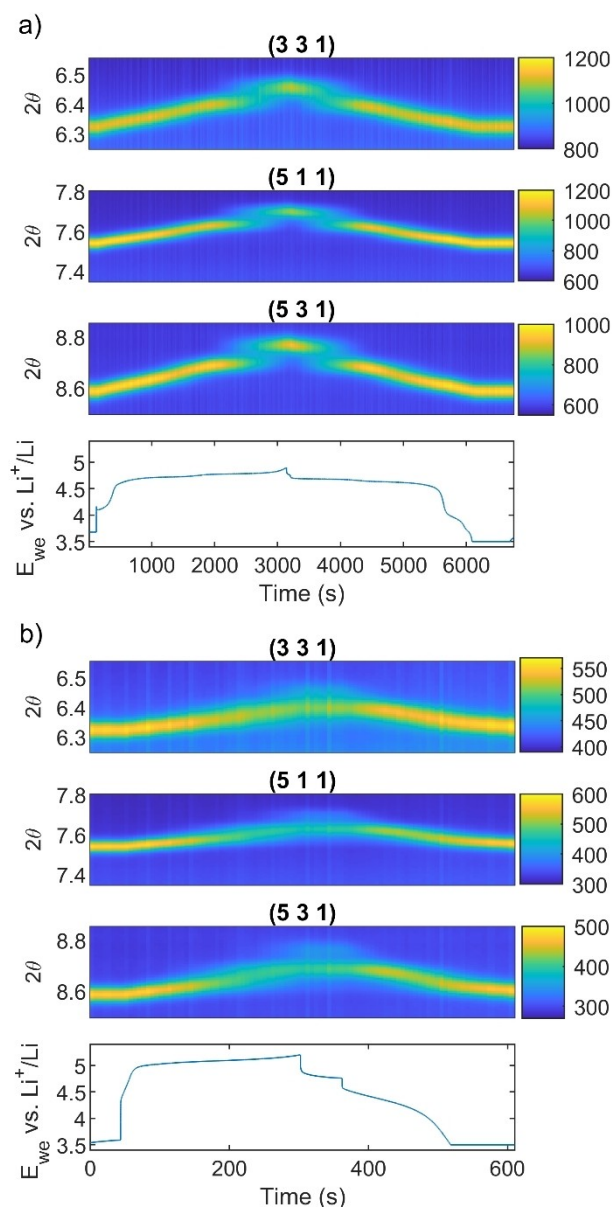 a)
(3 3 1)
2θ
6.5
6.4
6.3
1200
1000
800
(5 1 1)
2θ
7.8
7.6
7.4
1200
1000
800
600
(5 3 1)
2θ
8.8
8.6
1000
800
600
E_we vs. Li⁺/Li
5
4.5
4
3.5
1000 2000 3000 4000 5000 6000
Time (s)
b)
(3 3 1)
2θ
6.5
6.4
6.3
550
500
450
400
(5 1 1)
2θ
7.8
7.6
7.4
600
500
400
300
(5 3 1)
2θ
8.8
8.6
500
400
300
E_we vs. Li⁺/Li
5
4.5
4
3.5
0 200 400 600
Time (s)